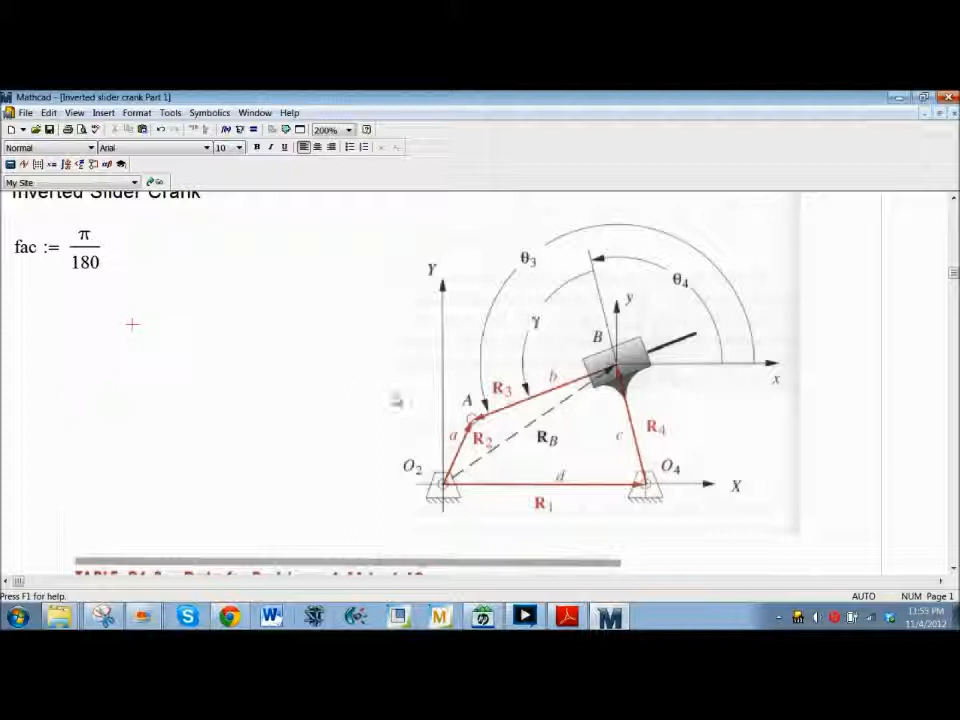 Mathcad - [Inverted slider crank Part 1]
File Edit View Insert Format Tools Symbolics Window Help
200%
Normal Arial 10 B I U
My Site Go
Inverted Slider Crank
fac := π/180
Y
θ3
θ4
y
γ
B
x
b
R3
A
a
R2
RB
c
R4
O2
d
O4
X
R1
Press F1 for help. AUTO NUM Page 1
11:55 PM
11/4/2012